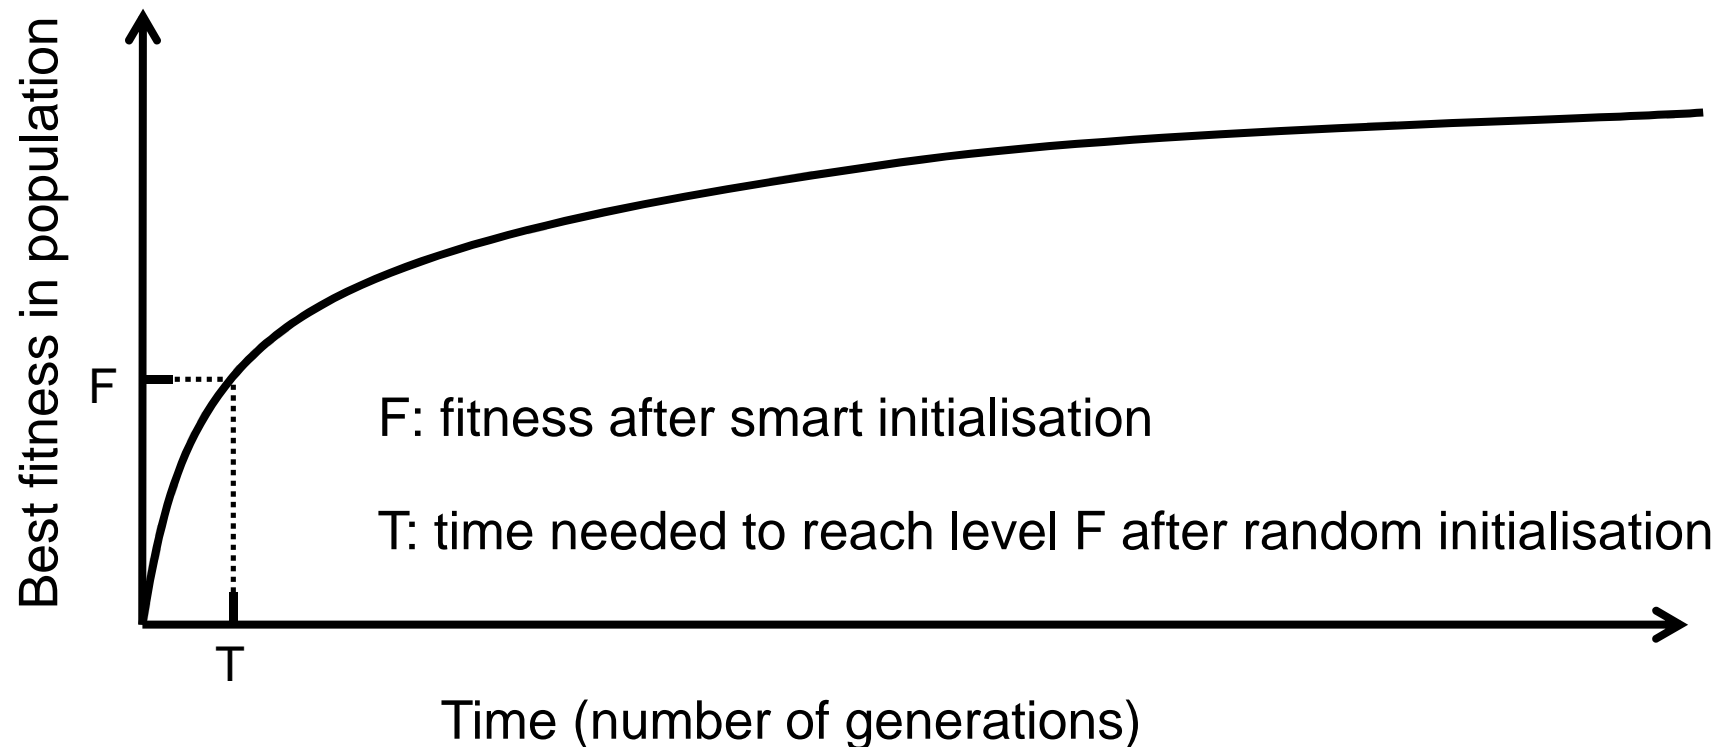 Best fitness in population
F
F: fitness after smart initialisation
T: time needed to reach level F after random initialisation
T
Time (number of generations)